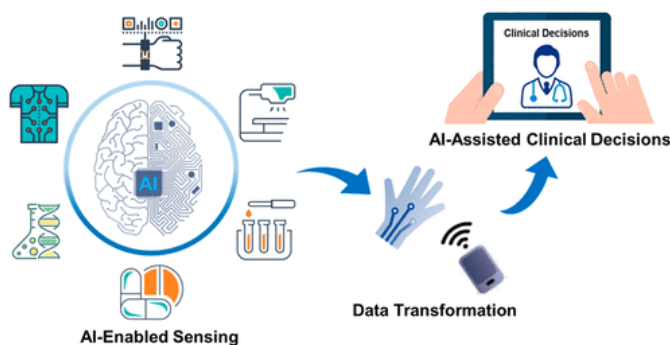 Clinical Decisions
AI-Assisted Clinical Decisions
AI
Data Transformation
AI-Enabled Sensing